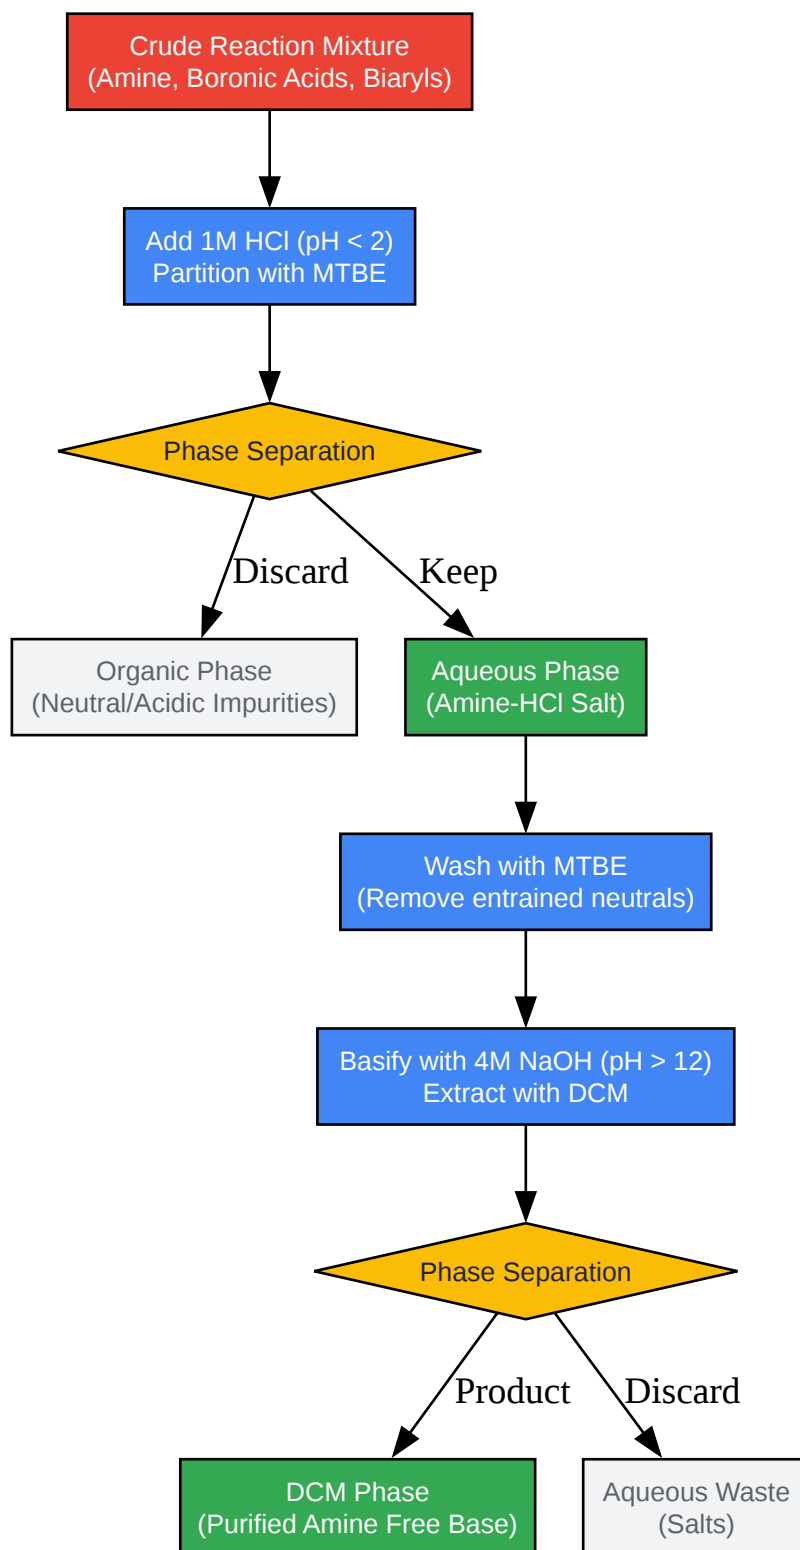 Crude Reaction Mixture
(Amine, Boronic Acids, Biaryls)
Add 1M HCl (pH < 2)
Partition with MTBE
Phase Separation
Discard
Keep
Organic Phase
(Neutral/Acidic Impurities)
Aqueous Phase
(Amine-HCl Salt)
Wash with MTBE
(Remove entrained neutrals)
Basify with 4M NaOH (pH > 12)
Extract with DCM
Phase Separation
Product
Discard
DCM Phase
(Purified Amine Free Base)
Aqueous Waste
(Salts)